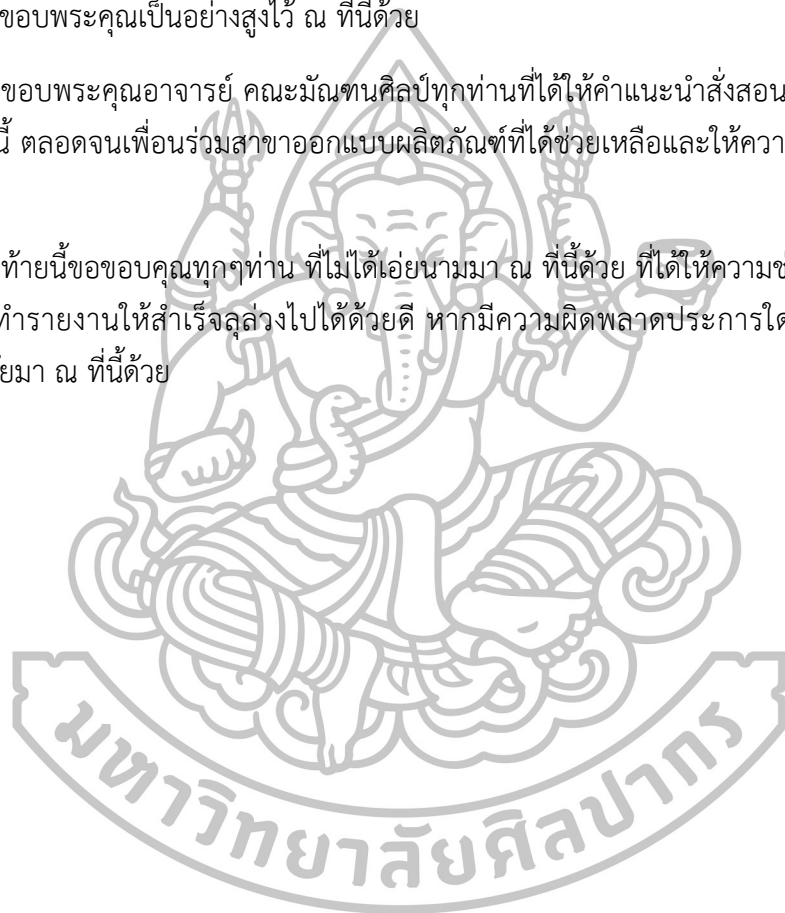 ขอบพระคุณเป็นอย่างสูงไว้ ณ ที่นี้ด้วย
ขอบพระคุณอาจารย์ คณะมัณฑนศิลป์ทุกท่านที่ได้ให้คำแนะนำสั่งสอน
นี้ ตลอดจนเพื่อนร่วมสาขาออกแบบผลิตภัณฑ์ที่ได้ช่วยเหลือและให้ควา
ท้ายนี้ขอขอบคุณทุกๆท่าน ที่ไม่ได้เอ่ยนามมา ณ ที่นี้ด้วย ที่ได้ให้ความช่
ทำรายงานให้สำเร็จลุล่วงไปได้ด้วยดี หากมีความผิดพลาดประการใด
ัยมา ณ ที่นี้ด้วย
มหาวิทยาลัยศิลปากร